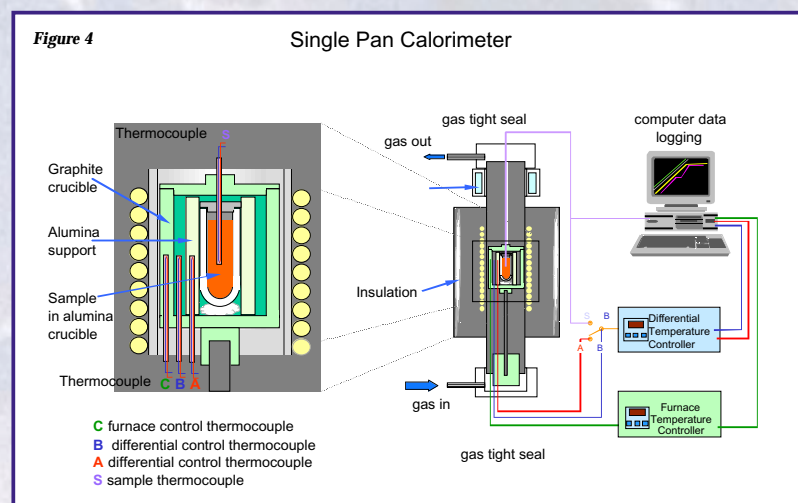 Figure 4
Single Pan Calorimeter
Thermocouple
S
Graphite
crucible
Alumina
support
Sample
in alumina
crucible
Thermocouple
C B A
C furnace control thermocouple
B differential control thermocouple
A differential control thermocouple
S sample thermocouple
gas tight seal
gas out
Insulation
gas in
gas tight seal
computer data
logging
S
B
A
B
Differential
Temperature
Controller
Furnace
Temperature
Controller